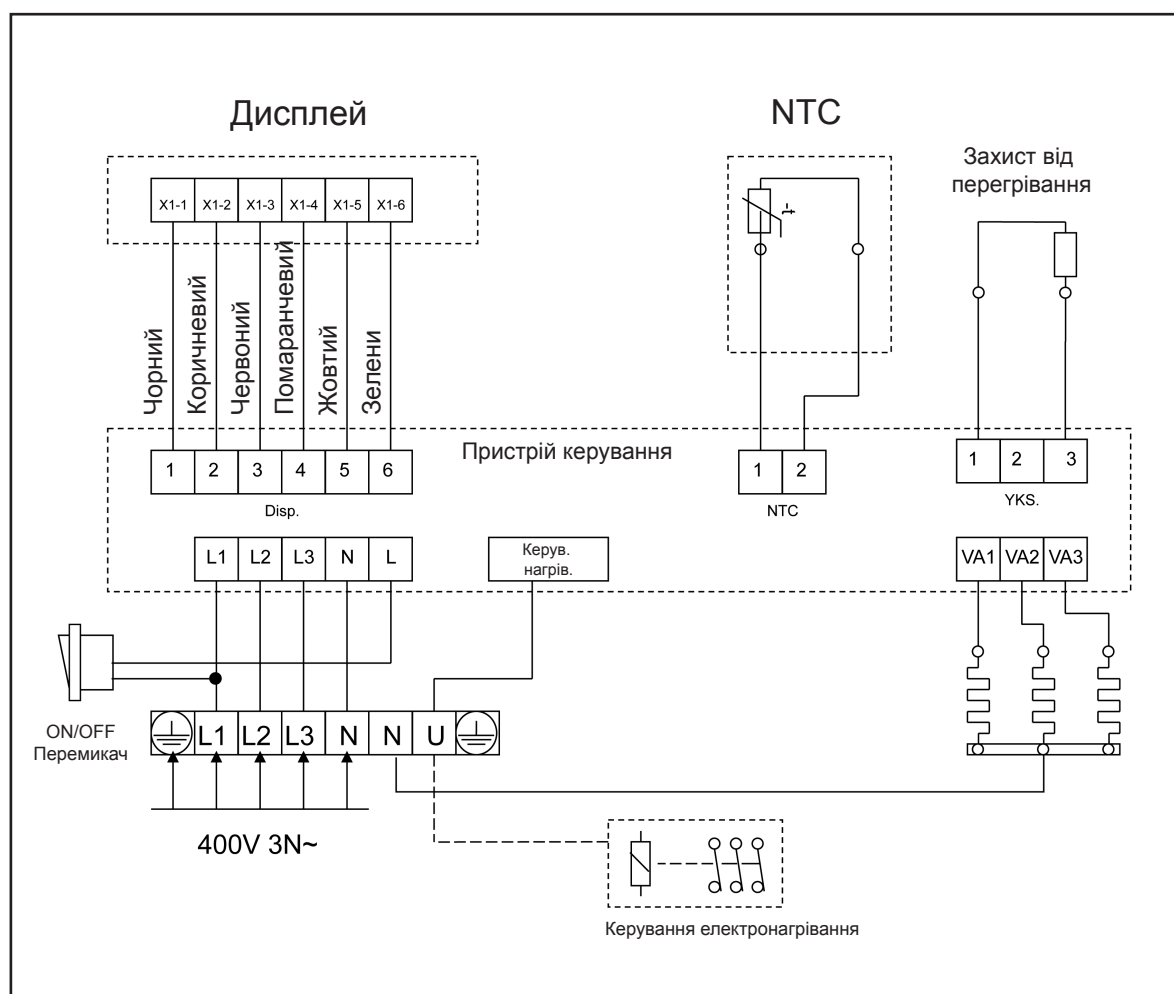 Дисплей
NTC
Захист від
перегрівання
X1-1 X1-2 X1-3 X1-4 X1-5 X1-6
-t
Чорний
Коричневий
Червоний
Помаранчевий
Жовтий
Зелени
Пристрій керування
1 2 3 4 5 6
Disp.
1 2
NTC
1 2 3
YKS.
L1 L2 L3 N L
Керув.
нагрів.
VA1 VA2 VA3
ON/OFF
Перемикач
L1 L2 L3 N N U
400V 3N~
Керування електронагрівання